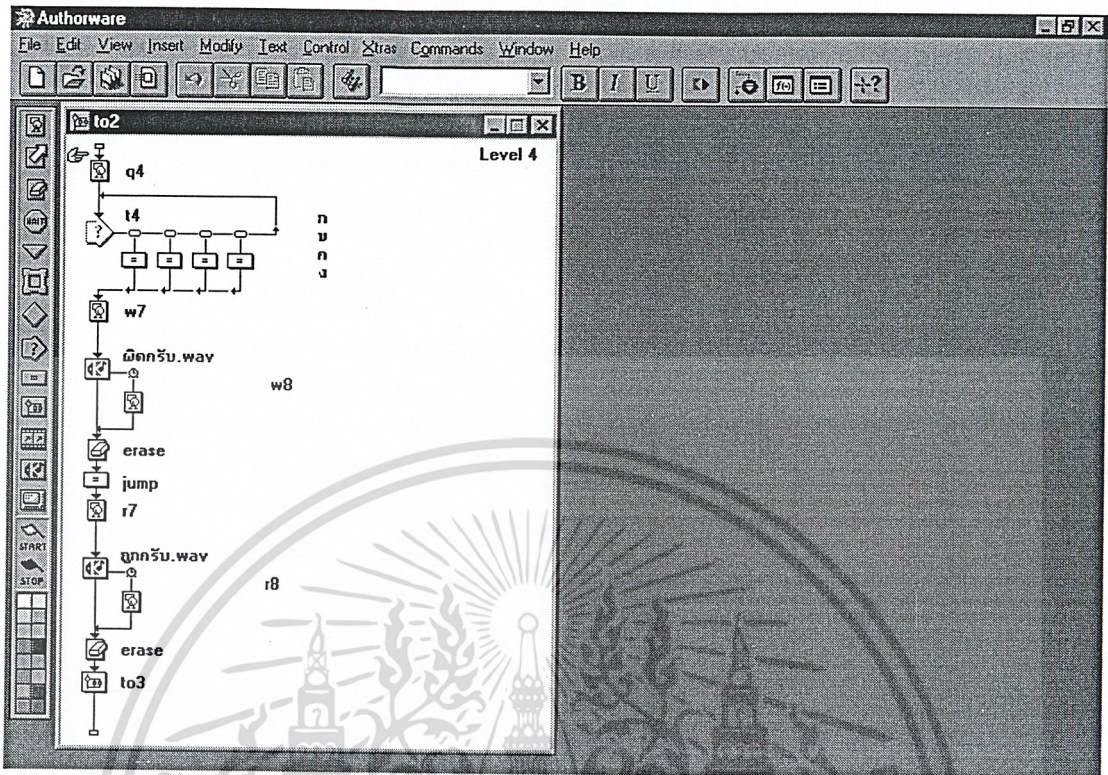 Authorware
File Edit View Insert Modify Text Control Xtras Commands Window Help
B I U
to2
Level 4
q4
t4
ก
ข
ค
ง
w7
ผิดครับ.wav
w8
erase
jump
r7
ถูกครับ.wav
r8
erase
to3
WAIT
START
STOP